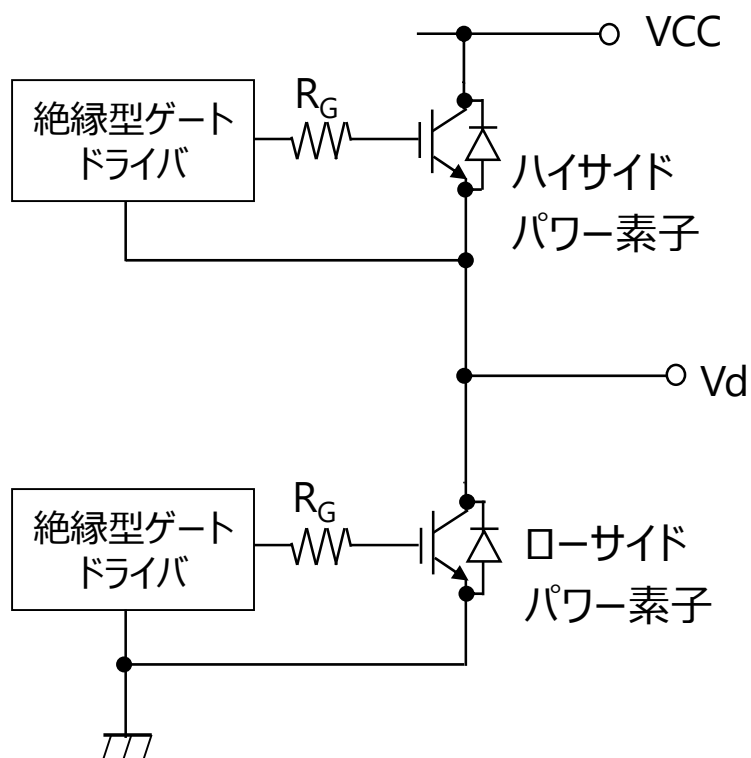 VCC
絶縁型ゲート
ドライバ
RG
ハイサイド
パワー素子
Vd
絶縁型ゲート
ドライバ
RG
ローサイド
パワー素子